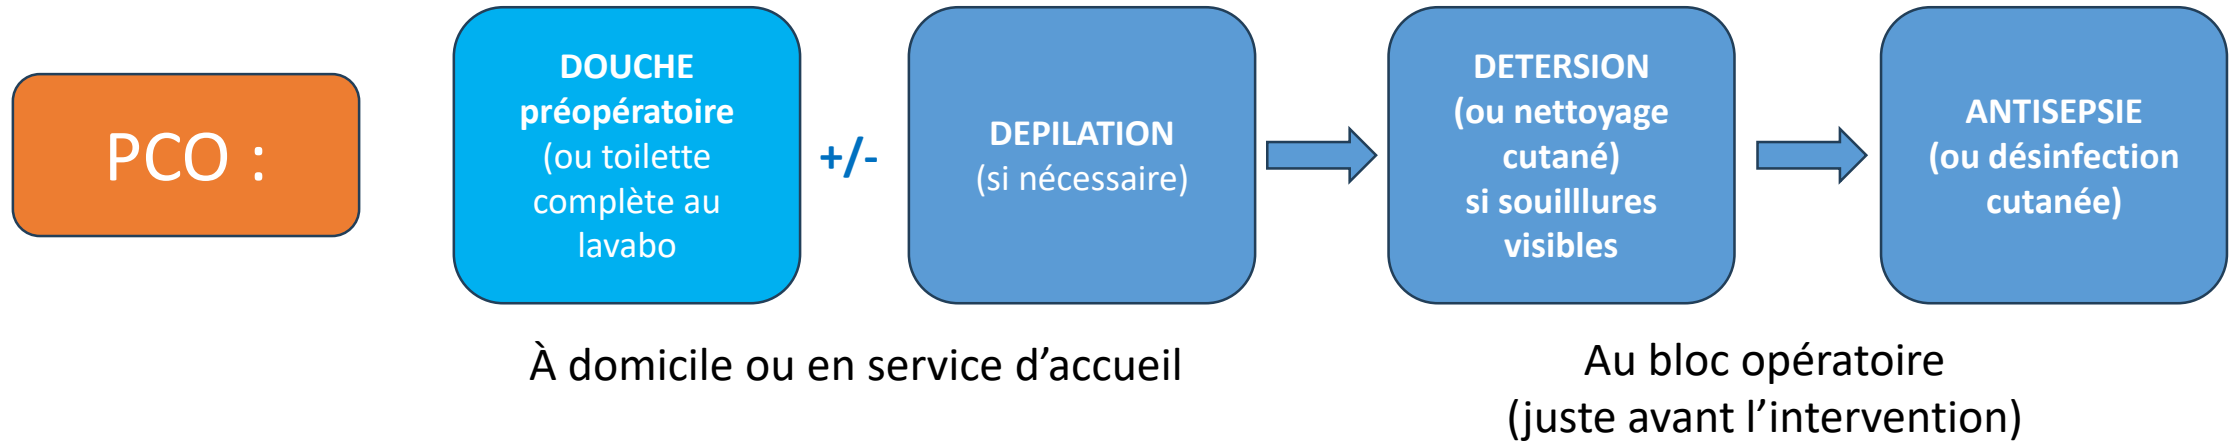 PCO :
DOUCHE
préopératoire
(ou toilette
complète au
lavabo
+/-
DEPILATION
(si nécessaire)
DETERSION
(ou nettoyage
cutané)
si souilllures
visibles
ANTISEPSIE
(ou désinfection
cutanée)
À domicile ou en service d’accueil
Au bloc opératoire
(juste avant l’intervention)